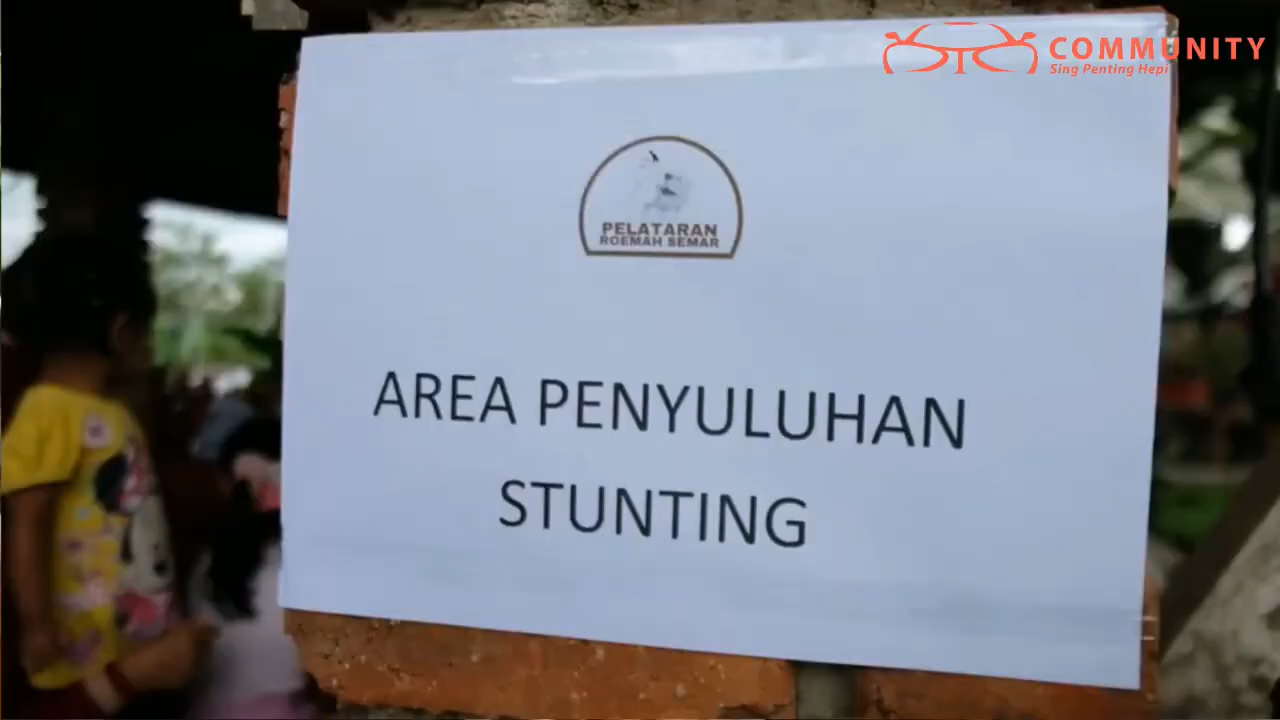 COMMUNITY
Sing Penting Hepi
PELATARAN
ROEMAH SEMAR
AREA PENYULUHAN
STUNTING